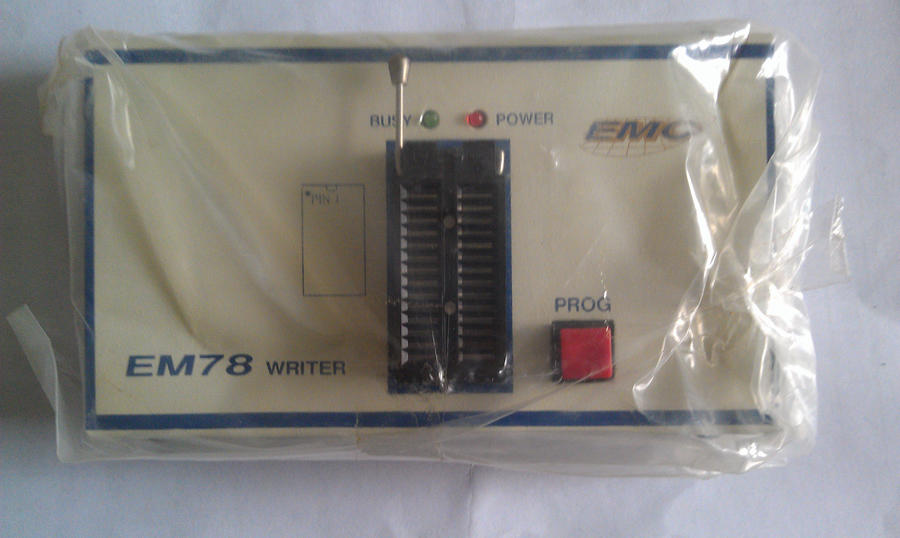 BUSY POWER
EMC
PIN 1
PROG
EM78 WRITER